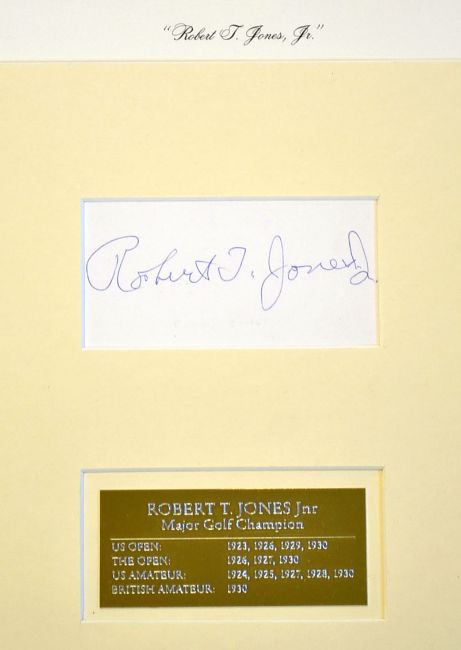 "Robert T. Jones, Jr."
Robert T. Jones Jr.
ROBERT T. JONES Jnr
Major Golf Champion
US OPEN: 1923, 1926, 1929, 1930
THE OPEN: 1926, 1927, 1930
US AMATEUR: 1924, 1925, 1927, 1928, 1930
BRITISH AMATEUR: 1930